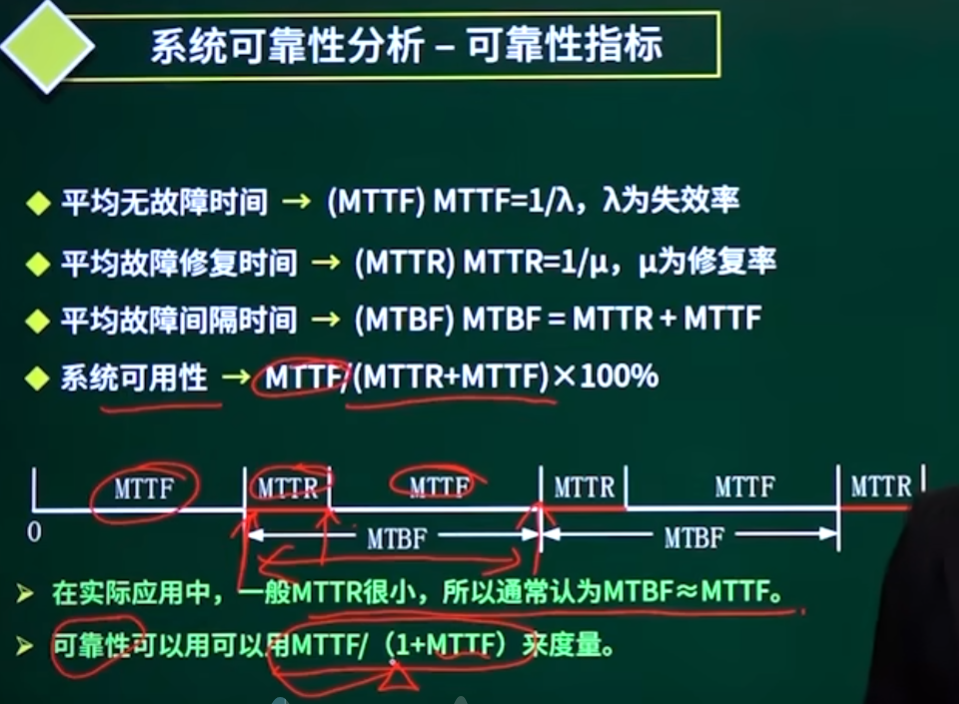 系统可靠性分析 – 可靠性指标
平均无故障时间 → (MTTF) MTTF=1/λ，λ为失效率
平均故障修复时间 → (MTTR) MTTR=1/μ，μ为修复率
平均故障间隔时间 → (MTBF) MTBF = MTTR + MTTF
系统可用性 → MTTF/(MTTR+MTTF)×100%
MTTF MTTR MTTF MTTR MTTF MTTR
0 MTBF MTBF
在实际应用中，一般MTTR很小，所以通常认为MTBF≈MTTF。
可靠性可以用可以用MTTF/（1+MTTF）来度量。